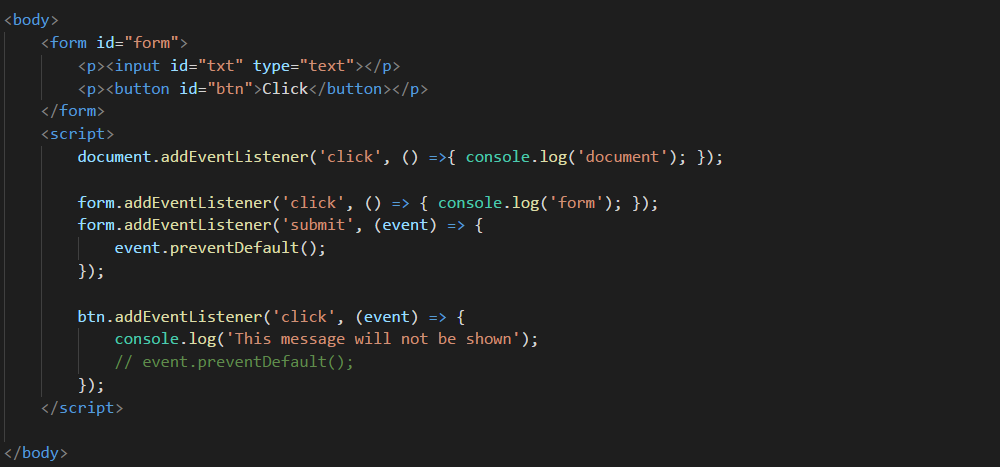 <body>
<form id="form">
<p><input id="txt" type="text"></p>
<p><button id="btn">Click</button></p>
</form>
<script>
document.addEventListener('click', () =>{ console.log('document'); });
form.addEventListener('click', () => { console.log('form'); });
form.addEventListener('submit', (event) => {
event.preventDefault();
});
btn.addEventListener('click', (event) => {
console.log('This message will not be shown');
// event.preventDefault();
});
</script>
</body>